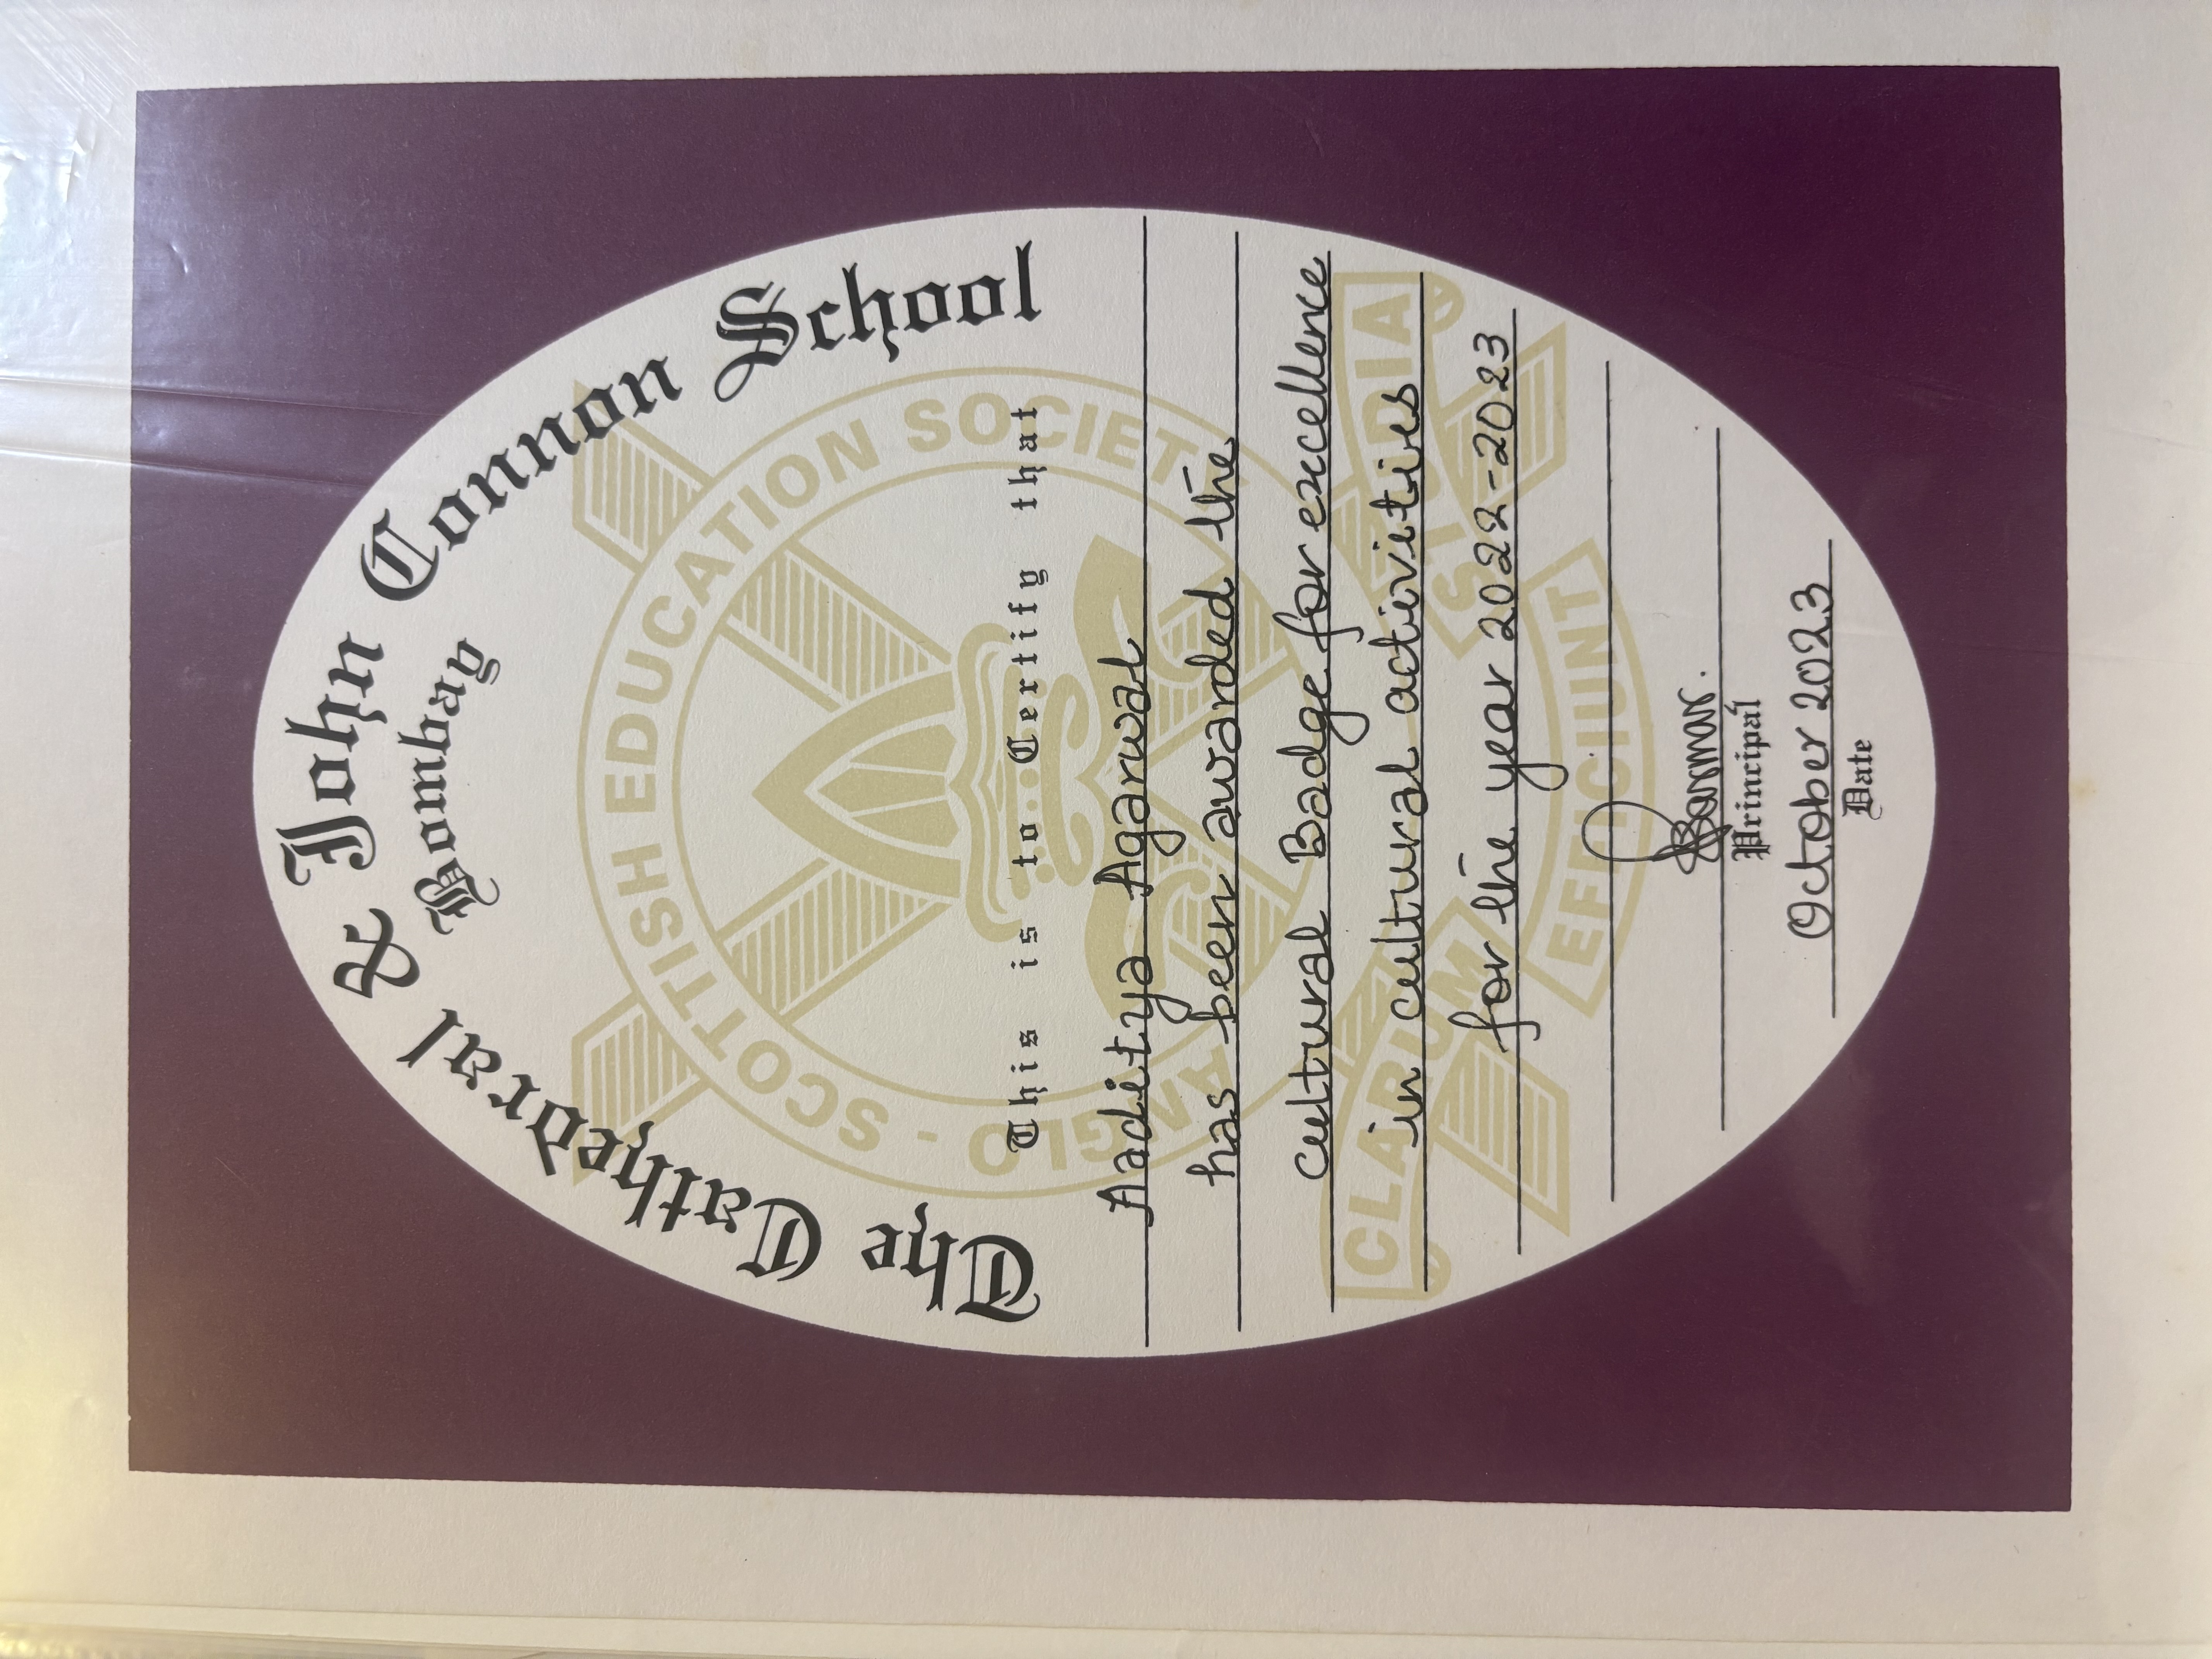 The Cathedral & John Connon School
Bombay
ANGLO - SCOTTISH EDUCATION SOCIETY
This is to Certify that
Aaditya Agarwal
has been awarded the
cultural Badge for excellence
in cultural activities
for the year 2022-2023
CLARUM EFFICIUNT STUDIA
Principal
October 2023
Date